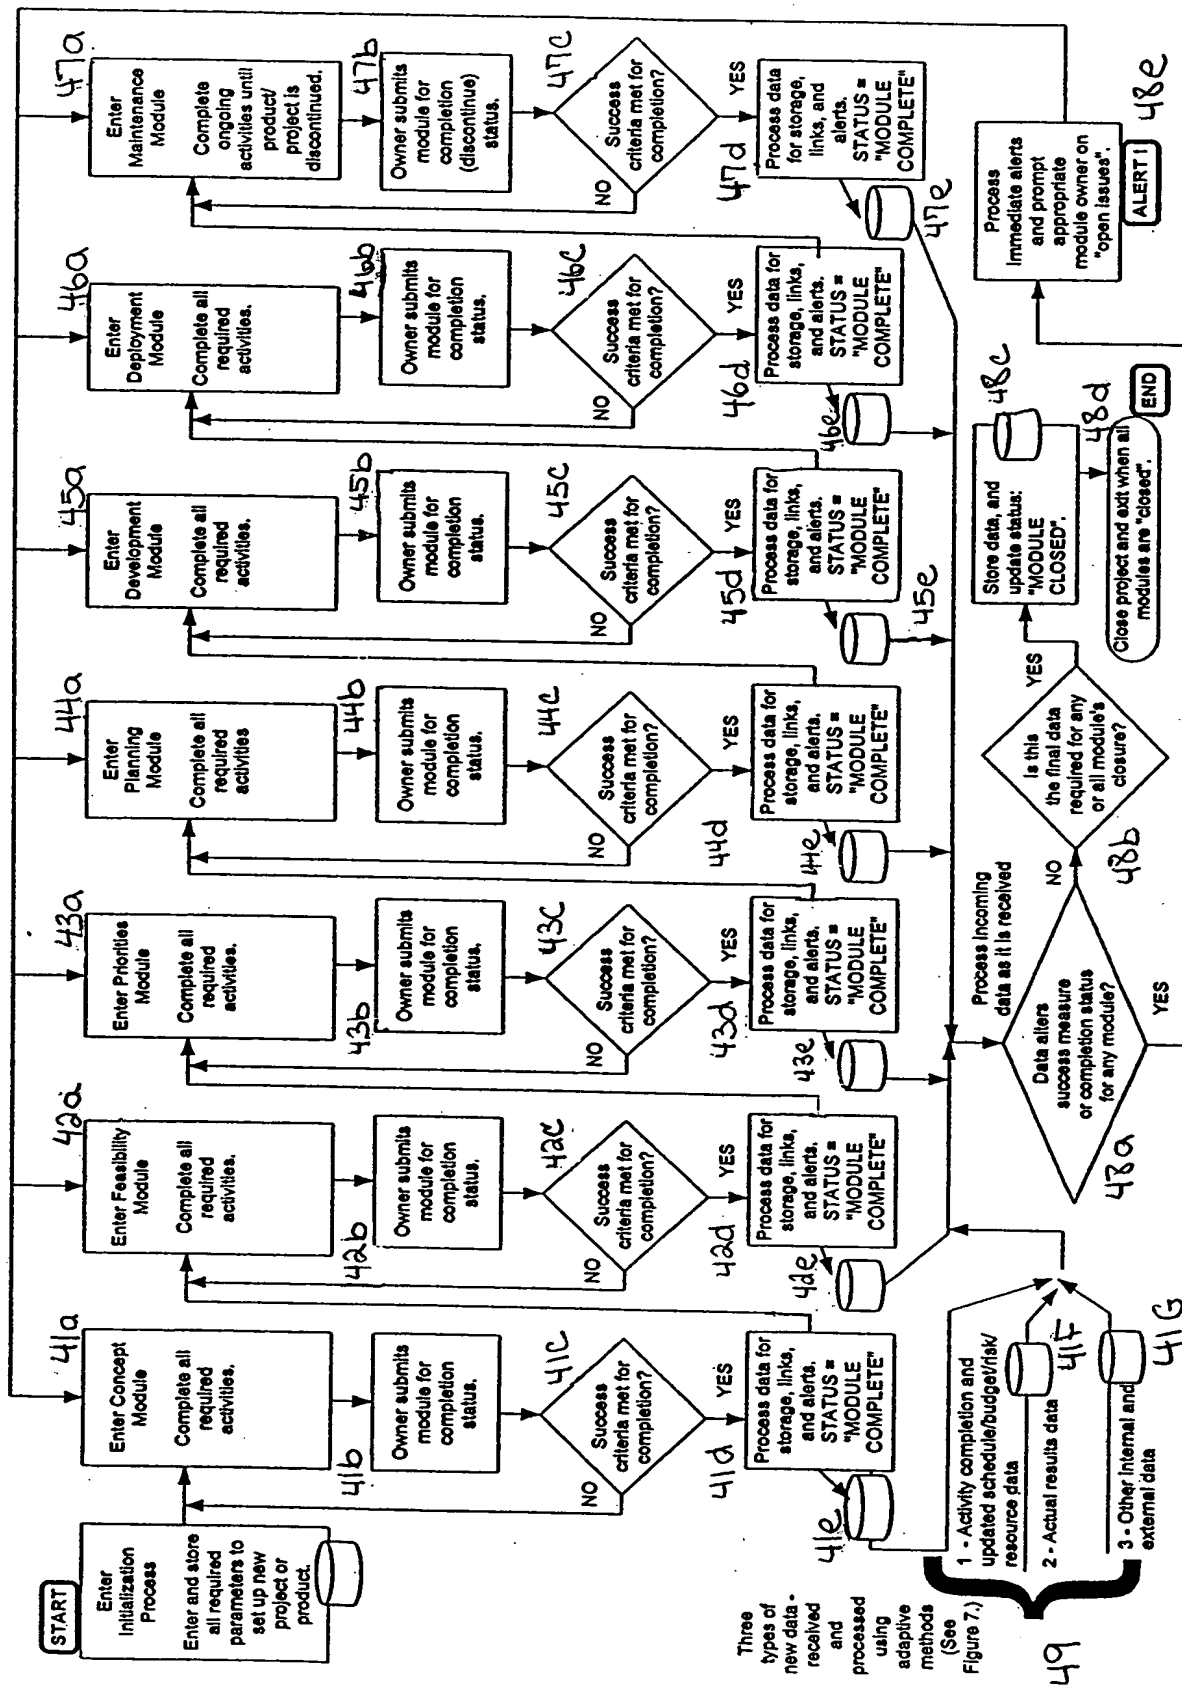 START
Enter
Initialization
Process
Enter and store
all required
parameters to
set up new
project or
product.
41a
Enter Concept
Module
Complete all
required
activities.
41b
Owner submits
module for
completion
status.
41c
Success
criteria met for
completion?
NO
YES
41d
Process data for
storage, links,
and alerts.
STATUS =
"MODULE
COMPLETE"
41e
42a
Enter Feasibility
Module
Complete all
required
activities.
42b
Owner submits
module for
completion
status.
42c
Success
criteria met for
completion?
NO
YES
42d
Process data for
storage, links,
and alerts.
STATUS =
"MODULE
COMPLETE"
42e
43a
Enter Priorities
Module
Complete all
required
activities.
43b
Owner submits
module for
completion
status.
43c
Success
criteria met for
completion?
NO
YES
43d
Process data for
storage, links,
and alerts.
STATUS =
"MODULE
COMPLETE"
43e
44a
Enter
Planning
Module
Complete all
required
activities
44b
Owner submits
module for
completion
status.
44c
Success
criteria met for
completion?
NO
YES
44d
Process data for
storage, links,
and alerts.
STATUS =
"MODULE
COMPLETE"
44e
45a
Enter
Development
Module
Complete all
required
activities.
45b
Owner submits
module for
completion
status.
45c
Success
criteria met for
completion?
NO
YES
45d
Process data for
storage, links,
and alerts.
STATUS =
"MODULE
COMPLETE"
45e
46a
Enter
Deployment
Module
Complete all
required
activities.
46b
Owner submits
module for
completion
status.
46c
Success
criteria met for
completion?
NO
YES
46d
Process data for
storage, links,
and alerts.
STATUS =
"MODULE
COMPLETE"
46e
47a
Enter
Maintenance
Module
Complete
ongoing
activities until
product/
project is
discontinued.
47b
Owner submits
module for
completion
(discontinue)
status.
47c
Success
criteria met for
completion?
NO
YES
47d
Process data
for storage,
links, and
alerts.
STATUS =
"MODULE
COMPLETE"
47e
Three
types of
new data -
received
and
processed
using
adaptive
methods
(See
Figure 7.)
49
1 - Activity completion and
updated schedule/budget/risk/
resource data
2 - Actual results data
41F
3 - Other internal and
external data
41G
Process incoming
data as it is received
Data alters
success measure
or completion status
for any module?
48a
NO
YES
Is this
the final data
required for any
or all module's
closure?
48b
YES
Store data, and
update status:
"MODULE
CLOSED".
48c
48d
Close project and exit when all
modules are "closed".
END
Process
immediate alerts
and prompt
appropriate
module owner on
"open issues".
ALERT !
48e